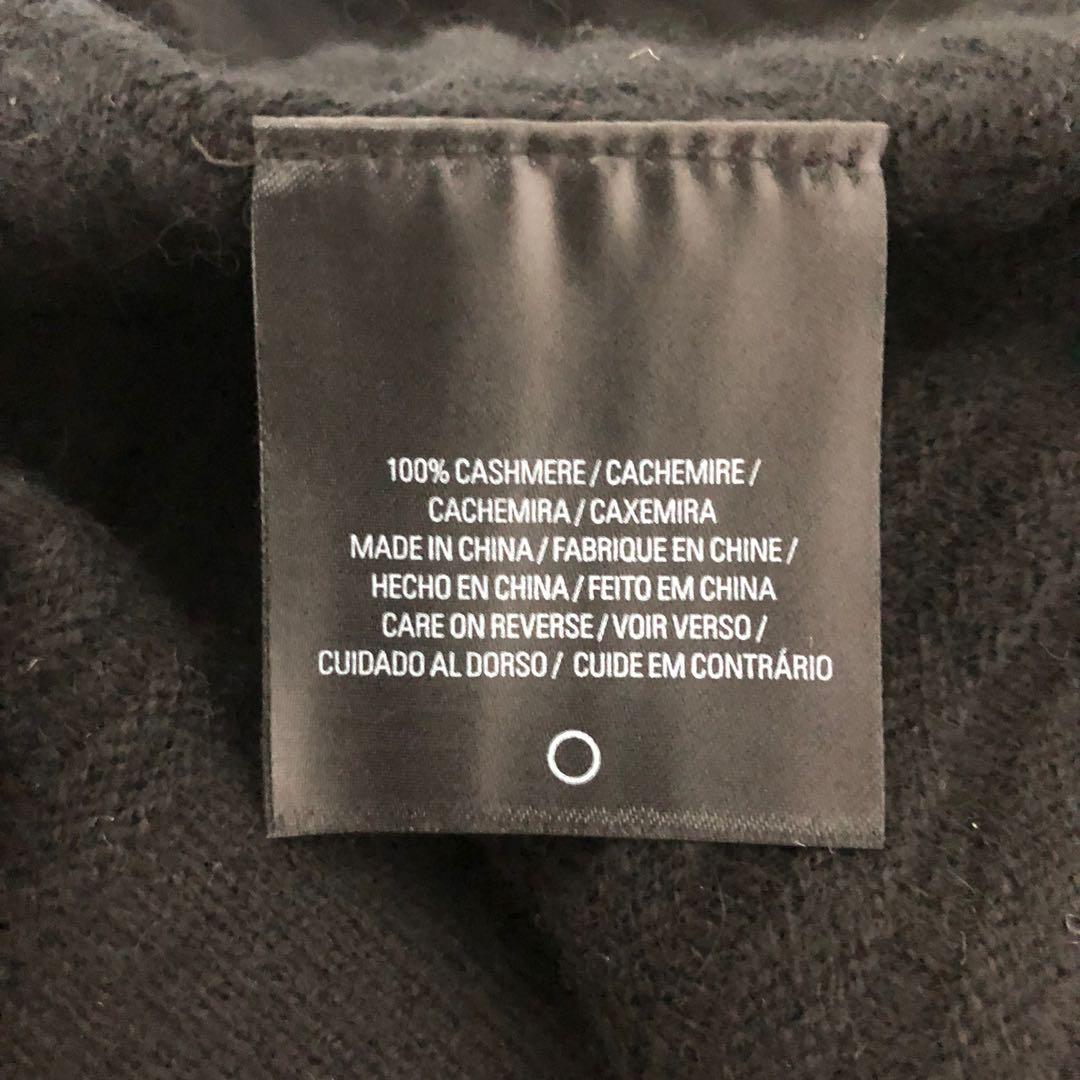 100% CASHMERE / CACHEMIRE /
CACHEMIRA / CAXEMIRA
MADE IN CHINA / FABRIQUE EN CHINE /
HECHO EN CHINA / FEITO EM CHINA
CARE ON REVERSE / VOIR VERSO /
CUIDADO AL DORSO / CUIDE EM CONTRÁRIO